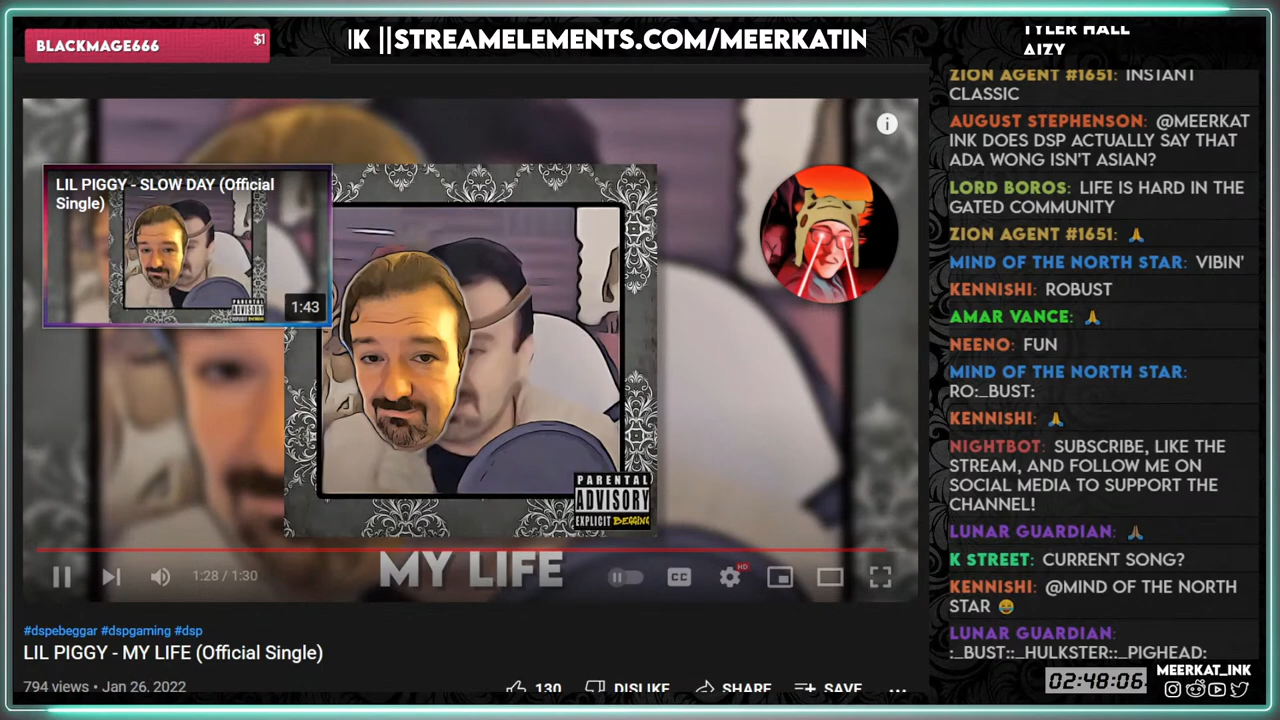 BLACKMAGE666
$1
IK ||STREAMELEMENTS.COM/MEERKATIN
TYLER HALL
AIZY
LIL PIGGY - SLOW DAY (Official
Single)
1:43
PARENTAL
ADVISORY
EXPLICIT BEGGING
MY LIFE
1:28 / 1:30
CC
HD
#dspebeggar #dspgaming #dsp
LIL PIGGY - MY LIFE (Official Single)
794 views • Jan 26, 2022
130
DISLIKE
SHARE
SAVE
ZION AGENT #1651: INSTANT
CLASSIC
AUGUST STEPHENSON: @MEERKAT
INK DOES DSP ACTUALLY SAY THAT
ADA WONG ISN'T ASIAN?
LORD BOROS: LIFE IS HARD IN THE
GATED COMMUNITY
ZION AGENT #1651: 🙏
MIND OF THE NORTH STAR: VIBIN'
KENNISHI: ROBUST
AMAR VANCE: 🙏
NEENO: FUN
MIND OF THE NORTH STAR:
RO:_BUST:
KENNISHI: 🙏
NIGHTBOT: SUBSCRIBE, LIKE THE
STREAM, AND FOLLOW ME ON
SOCIAL MEDIA TO SUPPORT THE
CHANNEL!
LUNAR GUARDIAN: 🙏
K STREET: CURRENT SONG?
KENNISHI: @MIND OF THE NORTH
STAR 😂
LUNAR GUARDIAN:
:_BUST::_HULKSTER::_PIGHEAD:
02:48:06
MEERKAT_INK